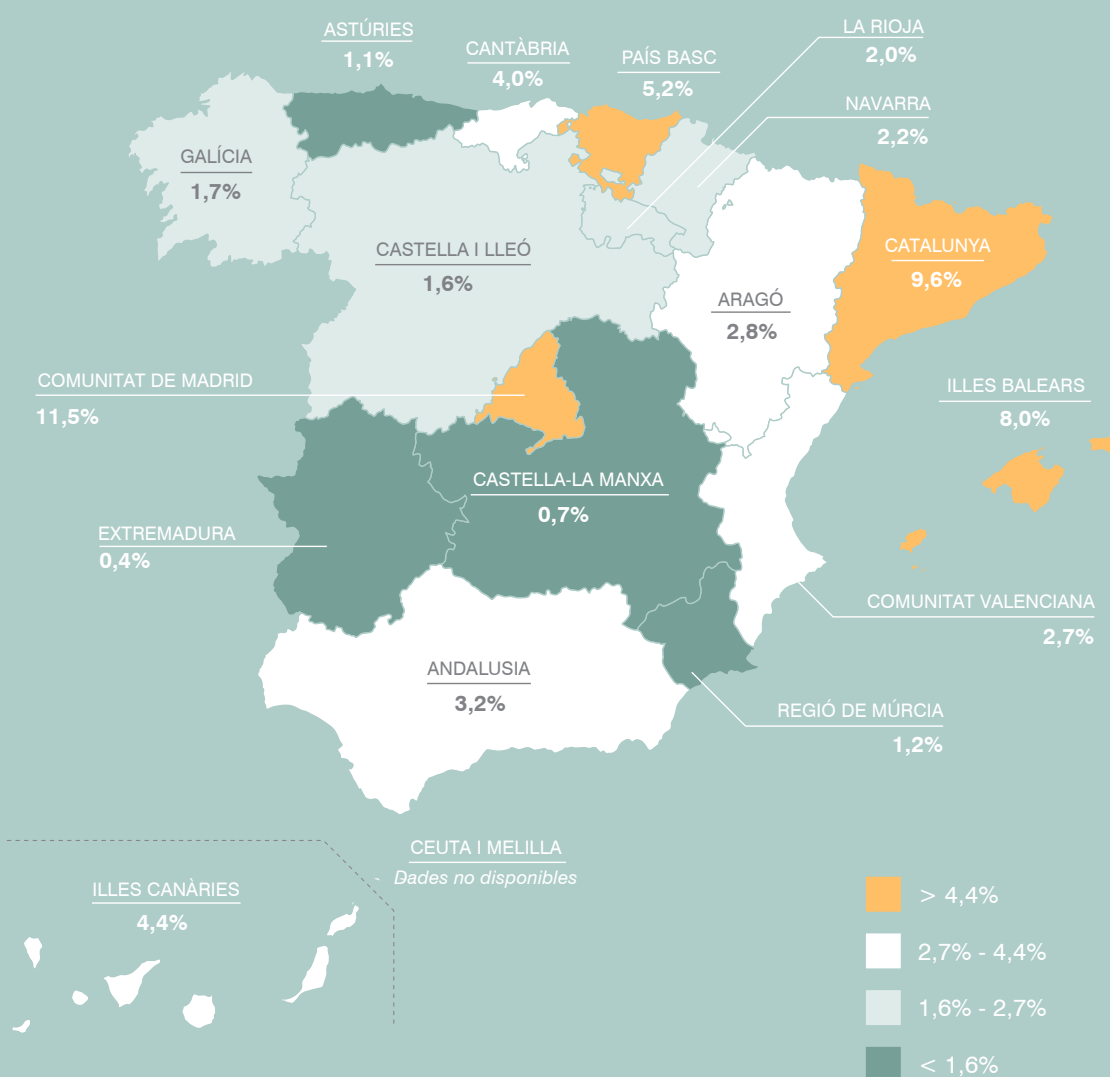 ASTÚRIES
1,1%
CANTÀBRIA
4,0%
PAÍS BASC
5,2%
LA RIOJA
2,0%
NAVARRA
2,2%
GALÍCIA
1,7%
CASTELLA I LLEÓ
1,6%
ARAGÓ
2,8%
CATALUNYA
9,6%
COMUNITAT DE MADRID
11,5%
ILLES BALEARS
8,0%
CASTELLA-LA MANXA
0,7%
EXTREMADURA
0,4%
COMUNITAT VALENCIANA
2,7%
ANDALUSIA
3,2%
REGIÓ DE MÚRCIA
1,2%
CEUTA I MELILLA
- Dades no disponibles
ILLES CANÀRIES
4,4%
> 4,4%
2,7% - 4,4%
1,6% - 2,7%
< 1,6%